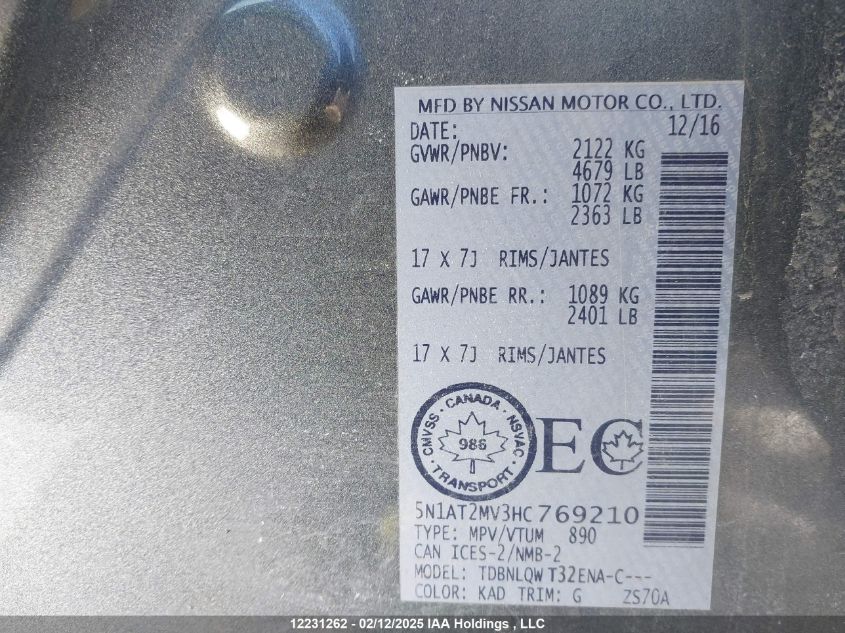 MFD BY NISSAN MOTOR CO., LTD.
DATE: 12/16
GVWR/PNBV: 2122 KG
4679 LB
GAWR/PNBE FR.: 1072 KG
2363 LB
17 X 7J RIMS/JANTES
GAWR/PNBE RR.: 1089 KG
2401 LB
17 X 7J RIMS/JANTES
CMVSS · CANADA · NSVAC · TRANSPORT ·
986
EC
5N1AT2MV3HC769210
TYPE: MPV/VTUM 890
CAN ICES-2/NMB-2
MODEL: TDBNLQW T32ENA-C---
COLOR: KAD TRIM: G ZS70A
12231262 - 02/12/2025 IAA Holdings , LLC